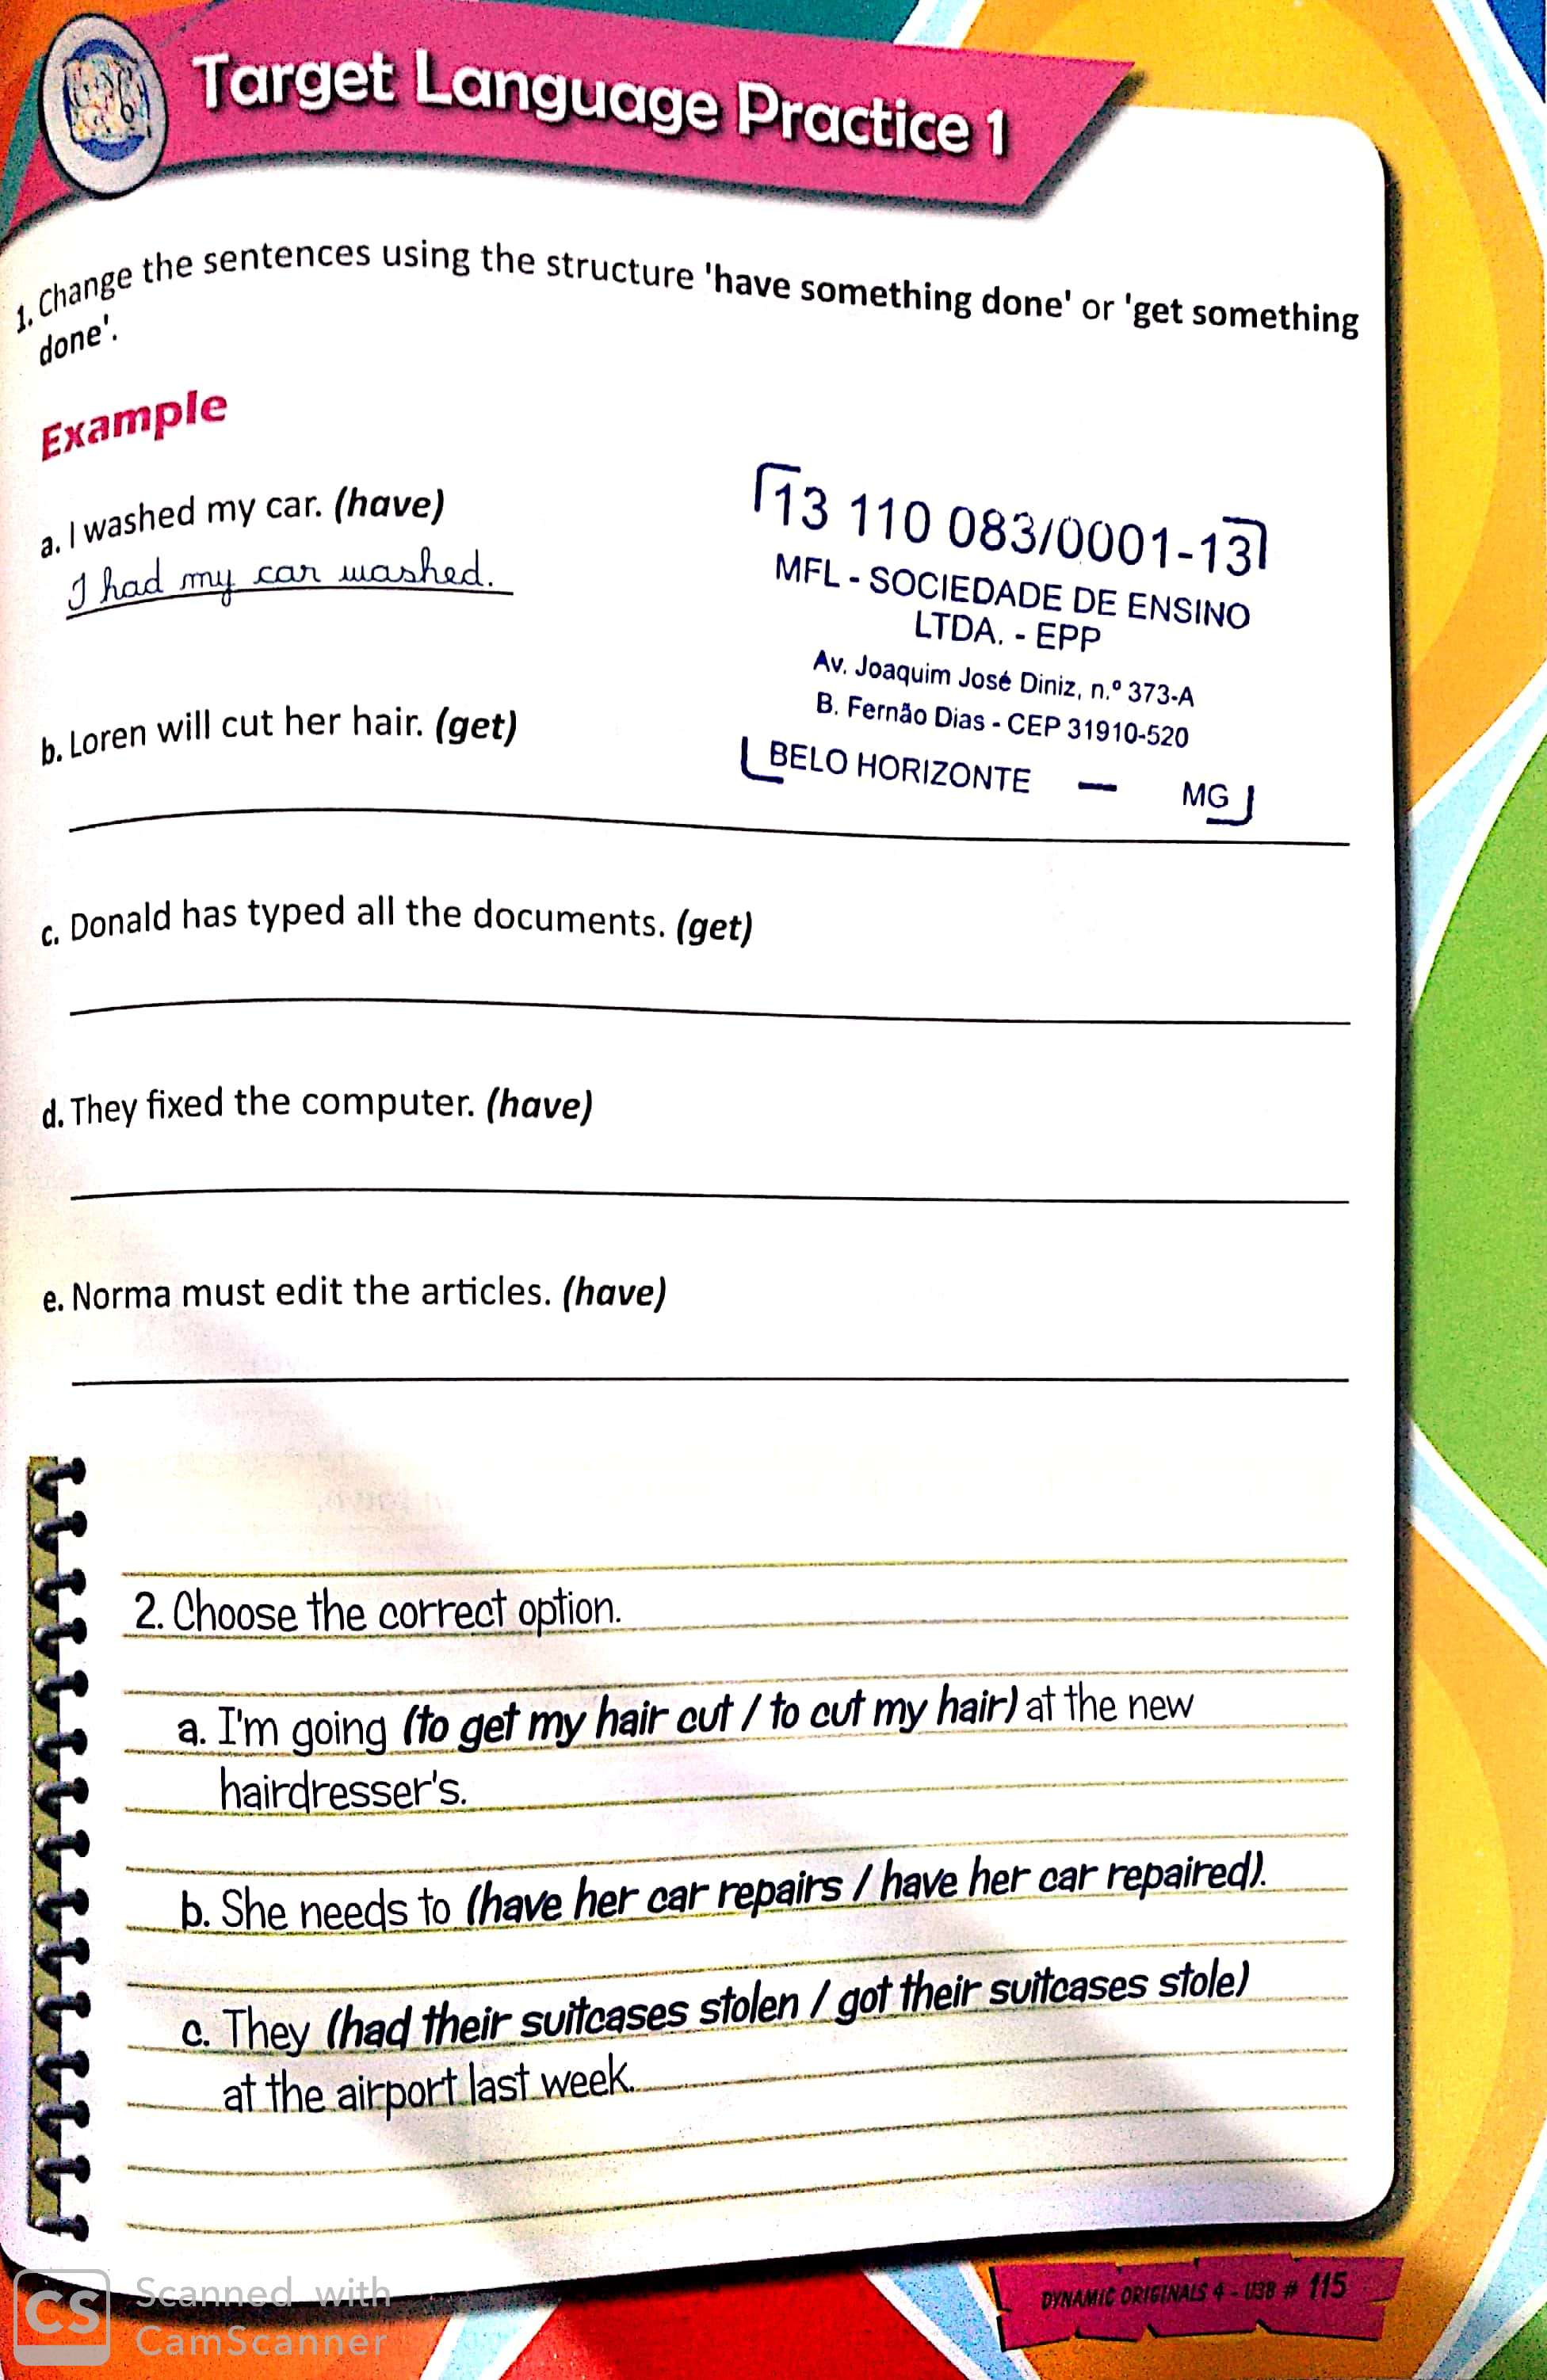 Target Language Practice 1
1. Change the sentences using the structure 'have something done' or 'get something
done'.
Example
a. I washed my car. (have)
I had my car washed.
13 110 083/0001-13
MFL - SOCIEDADE DE ENSINO
LTDA. - EPP
Av. Joaquim José Diniz, n.º 373-A
B. Fernão Dias - CEP 31910-520
BELO HORIZONTE — MG
b. Loren will cut her hair. (get)
c. Donald has typed all the documents. (get)
d. They fixed the computer. (have)
e. Norma must edit the articles. (have)
2. Choose the correct option.
a. I'm going (to get my hair cut / to cut my hair) at the new
hairdresser's.
b. She needs to (have her car repairs / have her car repaired).
c. They (had their suitcases stolen / got their suitcases stole)
at the airport last week.
DYNAMIC ORIGINALS 4 - U38 # 115
CS Scanned with
CamScanner